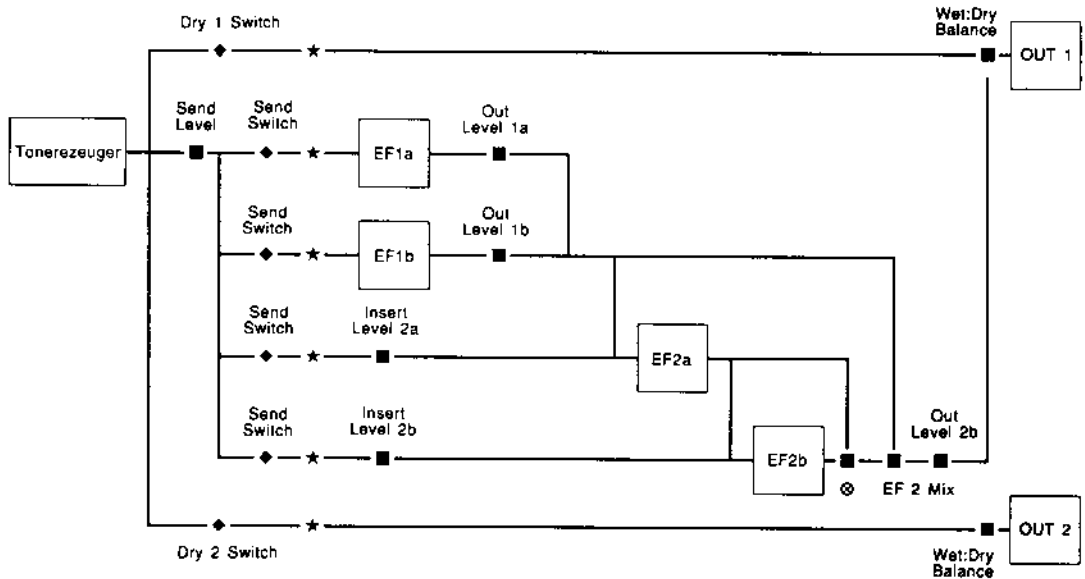 Dry 1 Switch
Wet:Dry
Balance
OUT 1
Send
Level
Send
Switch
Out
Level 1a
Tonerezeuger
EF1a
Send
Switch
Out
Level 1b
EF1b
Send
Switch
Insert
Level 2a
EF2a
Send
Switch
Insert
Level 2b
Out
Level 2b
EF2b
EF 2 Mix
OUT 2
Dry 2 Switch
Wet:Dry
Balance